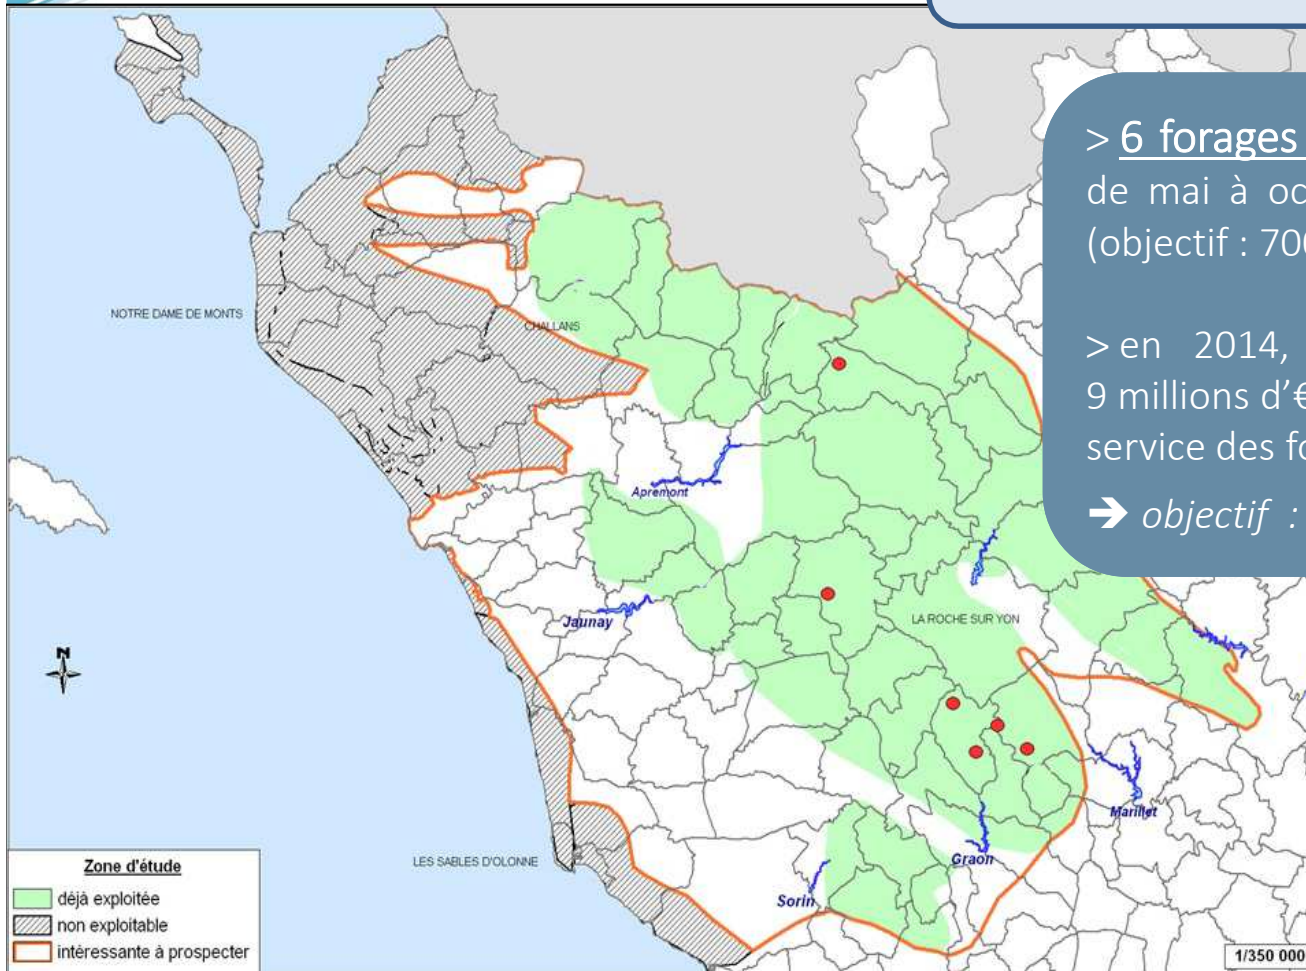 > 6 forages
de mai à oc
(objectif : 700
> en 2014,
9 millions d'€
service des fo
➔ objectif :
NOTRE DAME DE MONTS
CHALLANS
Apremont
Jaunay
LA ROCHE SUR YON
N
Marillet
LES SABLES D'OLONNE
Graon
Sorin
Zone d'étude
déjà exploitée
non exploitable
intéressante à prospecter
1/350 000